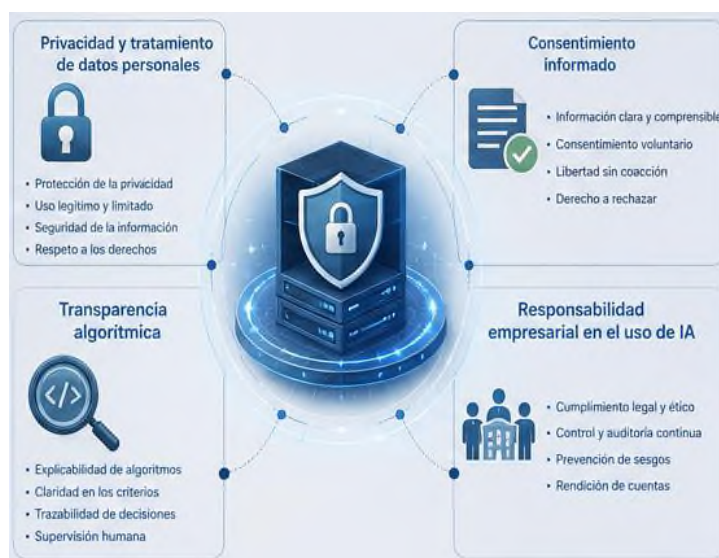 Privacidad y tratamiento
de datos personales
• Protección de la privacidad
• Uso legítimo y limitado
• Seguridad de la información
• Respeto a los derechos
Consentimiento
informado
• Información clara y comprensible
• Consentimiento voluntario
• Libertad sin coacción
• Derecho a rechazar
Transparencia
algorítmica
</>
• Explicabilidad de algoritmos
• Claridad en los criterios
• Trazabilidad de decisiones
• Supervisión humana
Responsabilidad
empresarial en el uso de IA
• Cumplimiento legal y ético
• Control y auditoría continua
• Prevención de sesgos
• Rendición de cuentas